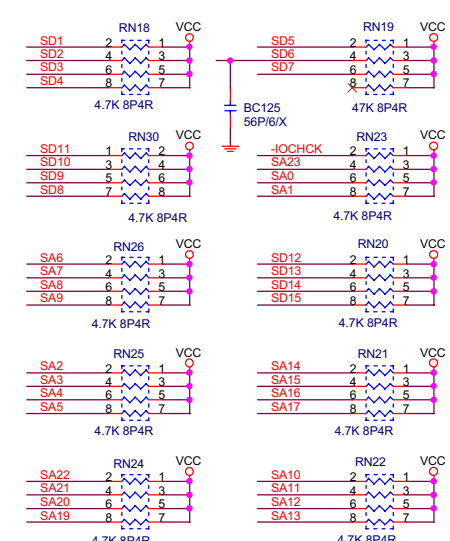 RN18 VCC
SD1 2 1
SD2 4 3
SD3 6 5
SD4 8 7
4.7K 8P4R
RN19 VCC
SD5 2 1
SD6 4 3
SD7 6 5
8 7
47K 8P4R
BC125
56P/6/X
RN30 VCC
SD11 1 2
SD10 3 4
SD9 5 6
SD8 7 8
4.7K 8P4R
RN23 VCC
-IOCHCK 2 1
SA23 4 3
SA0 6 5
SA1 8 7
4.7K 8P4R
RN26 VCC
SA6 2 1
SA7 4 3
SA8 6 5
SA9 8 7
4.7K 8P4R
RN20 VCC
SD12 2 1
SD13 4 3
SD14 6 5
SD15 8 7
4.7K 8P4R
RN25 VCC
SA2 2 1
SA3 4 3
SA4 6 5
SA5 8 7
4.7K 8P4R
RN21 VCC
SA14 2 1
SA15 4 3
SA16 6 5
SA17 8 7
4.7K 8P4R
RN24 VCC
SA22 2 1
SA21 4 3
SA20 6 5
SA19 8 7
4.7K 8P4R
RN22 VCC
SA10 2 1
SA11 4 3
SA12 6 5
SA13 8 7
4.7K 8P4R